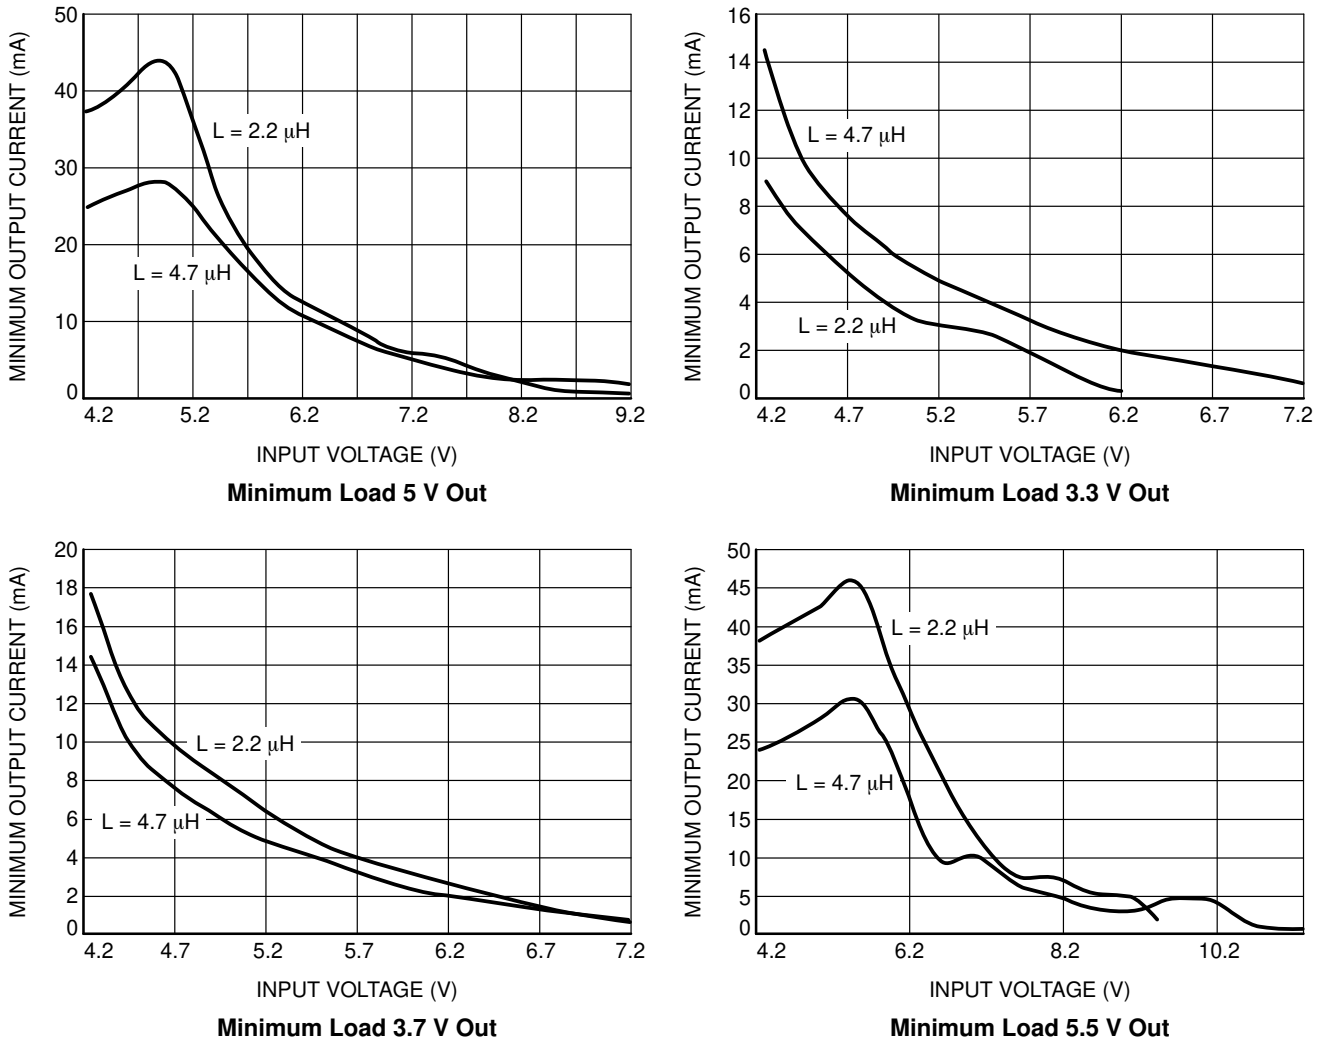 MINIMUM OUTPUT CURRENT (mA)
50
40
30
20
10
0
L = 2.2 μH
L = 4.7 μH
4.2 5.2 6.2 7.2 8.2 9.2
INPUT VOLTAGE (V)
Minimum Load 5 V Out
MINIMUM OUTPUT CURRENT (mA)
16
14
12
10
8
6
4
2
0
L = 4.7 μH
L = 2.2 μH
4.2 4.7 5.2 5.7 6.2 6.7 7.2
INPUT VOLTAGE (V)
Minimum Load 3.3 V Out
MINIMUM OUTPUT CURRENT (mA)
20
18
16
14
12
10
8
6
4
2
0
L = 2.2 μH
L = 4.7 μH
4.2 4.7 5.2 5.7 6.2 6.7 7.2
INPUT VOLTAGE (V)
Minimum Load 3.7 V Out
MINIMUM OUTPUT CURRENT (mA)
50
45
40
35
30
25
20
15
10
5
0
L = 2.2 μH
L = 4.7 μH
4.2 6.2 8.2 10.2
INPUT VOLTAGE (V)
Minimum Load 5.5 V Out